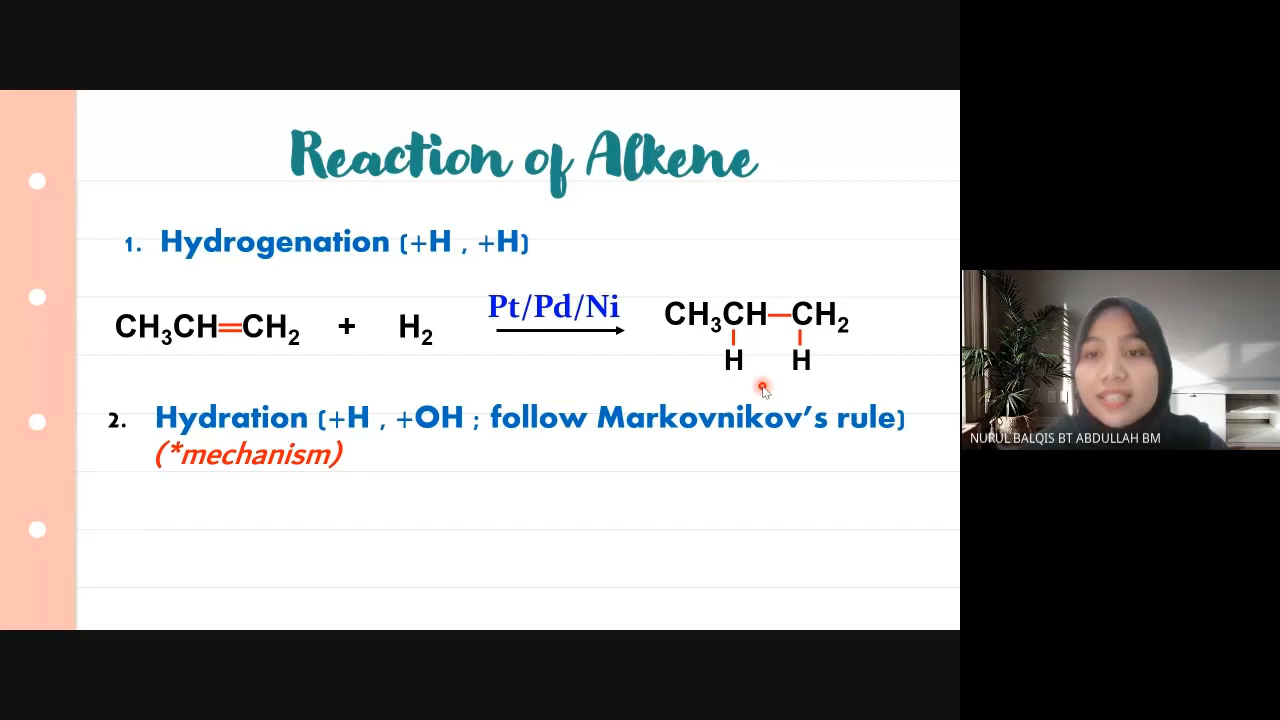 Reaction of Alkene
1. Hydrogenation (+H , +H)
CH₃CH=CH₂ + H₂ Pt/Pd/Ni CH₃CH—CH₂
H H
2. Hydration (+H , +OH ; follow Markovnikov's rule)
(*mechanism)
NURUL BALQIS BT ABDULLAH BM